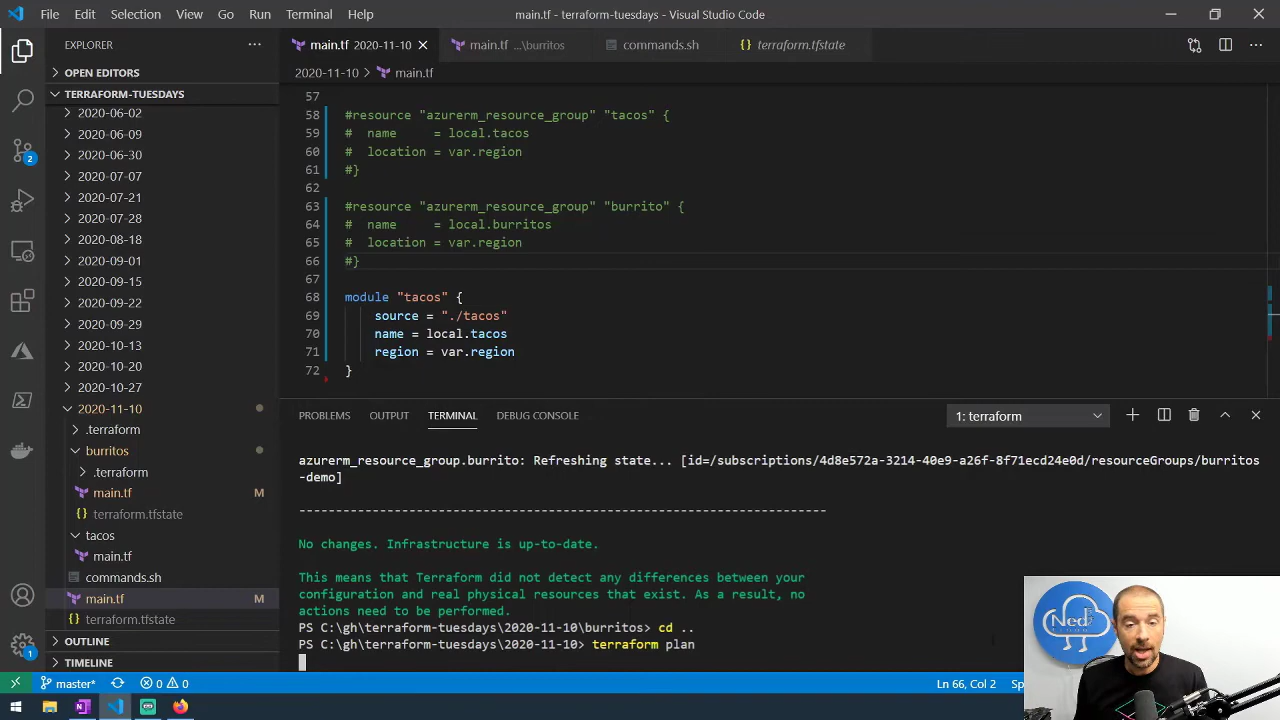 File Edit Selection View Go Run Terminal Help
main.tf - terraform-tuesdays - Visual Studio Code
EXPLORER
main.tf 2020-11-10
main.tf ...\burritos
commands.sh
terraform.tfstate
OPEN EDITORS
2020-11-10 > main.tf
TERRAFORM-TUESDAYS
2020-06-02
2020-06-09
2020-06-30
2020-07-07
2020-07-21
2020-07-28
2020-08-18
2020-09-01
2020-09-15
2020-09-22
2020-09-29
2020-10-13
2020-10-20
2020-10-27
2020-11-10
.terraform
burritos
.terraform
main.tf M
terraform.tfstate
tacos
main.tf
commands.sh
main.tf M
terraform.tfstate
OUTLINE
TIMELINE
57
58 #resource "azurerm_resource_group" "tacos" {
59 #  name     = local.tacos
60 #  location = var.region
61 #}
62
63 #resource "azurerm_resource_group" "burrito" {
64 #  name     = local.burritos
65 #  location = var.region
66 #}
67
68 module "tacos" {
69 source = "./tacos"
70 name = local.tacos
71 region = var.region
72 }
PROBLEMS OUTPUT TERMINAL DEBUG CONSOLE
1: terraform
azurerm_resource_group.burrito: Refreshing state... [id=/subscriptions/4d8e572a-3214-40e9-a26f-8f71ecd24e0d/resourceGroups/burritos
-demo]
------------------------------------------------------------------------
No changes. Infrastructure is up-to-date.
This means that Terraform did not detect any differences between your
configuration and real physical resources that exist. As a result, no
actions need to be performed.
PS C:\gh\terraform-tuesdays\2020-11-10\burritos> cd ..
PS C:\gh\terraform-tuesdays\2020-11-10> terraform plan
2
1
Ned
master*
0 0
Ln 66, Col 2